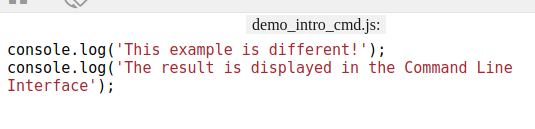 demo_intro_cmd.js:
console.log('This example is different!');
console.log('The result is displayed in the Command Line
Interface');